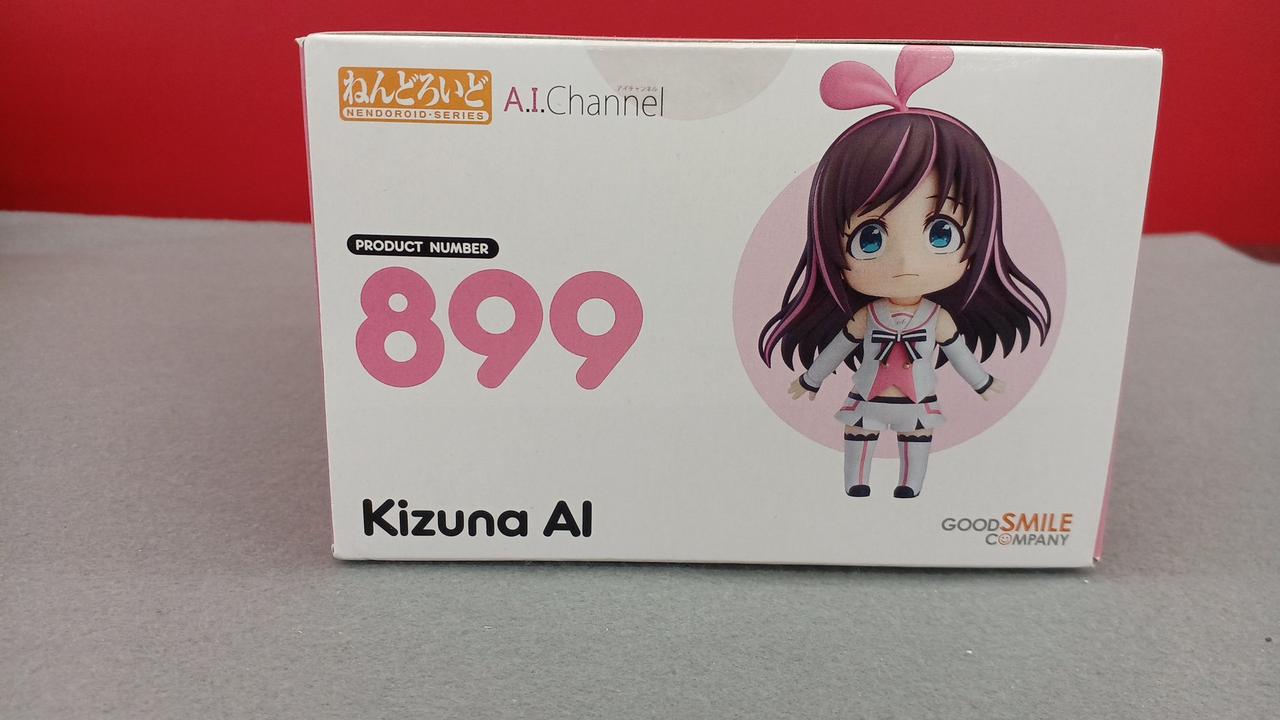 ねんどろいど
NENDOROID·SERIES
アイチャンネル
A.I.Channel
PRODUCT NUMBER
899
Kizuna AI
GOODSMILE
COMPANY